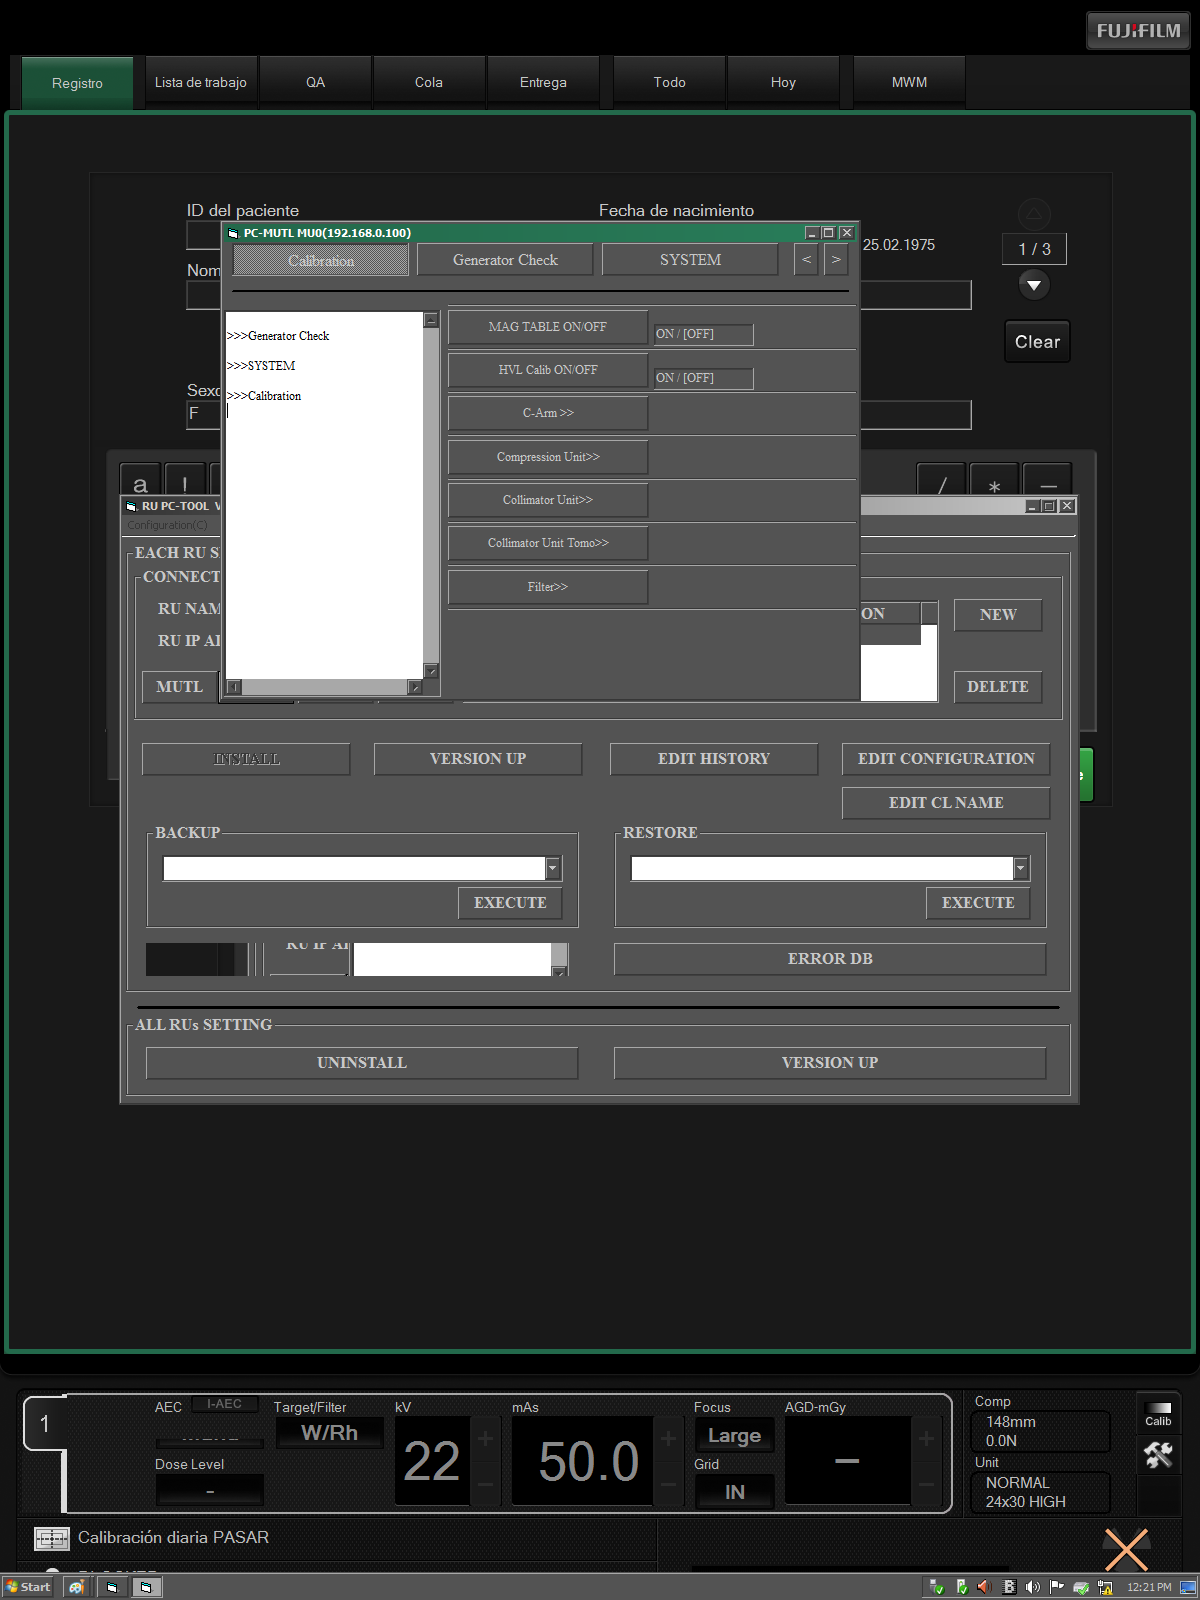 FUJIFILM
Registro
Lista de trabajo
QA
Cola
Entrega
Todo
Hoy
MWM
ID del paciente
Fecha de nacimiento
PC-MUTL MU0(192.168.0.100)
25.02.1975
1 / 3
Nom
Calibration
Generator Check
SYSTEM
<
>
Clear
>>>Generator Check
>>>SYSTEM
>>>Calibration
MAG TABLE ON/OFF
ON / [OFF]
HVL Calib ON/OFF
ON / [OFF]
C-Arm >>
Compression Unit>>
Collimator Unit>>
Collimator Unit Tomo>>
Filter>>
Sexo
F
a
!
/
*
RU PC-TOOL V
Configuration(C)
EACH RU S
CONNECT
RU NAM
RU IP A
ON
NEW
MUTL
DELETE
INSTALL
VERSION UP
EDIT HISTORY
EDIT CONFIGURATION
EDIT CL NAME
e
BACKUP
EXECUTE
RESTORE
EXECUTE
RU IP A
ERROR DB
ALL RUs SETTING
UNINSTALL
VERSION UP
1
AEC
I-AEC
Target/Filter
W/Rh
kV
22
mAs
50.0
Focus
Large
AGD-mGy
–
Dose Level
-
Grid
IN
Comp
148mm
0.0N
Unit
NORMAL
24x30 HIGH
Calib
Calibración diaria PASAR
Start
12:21 PM